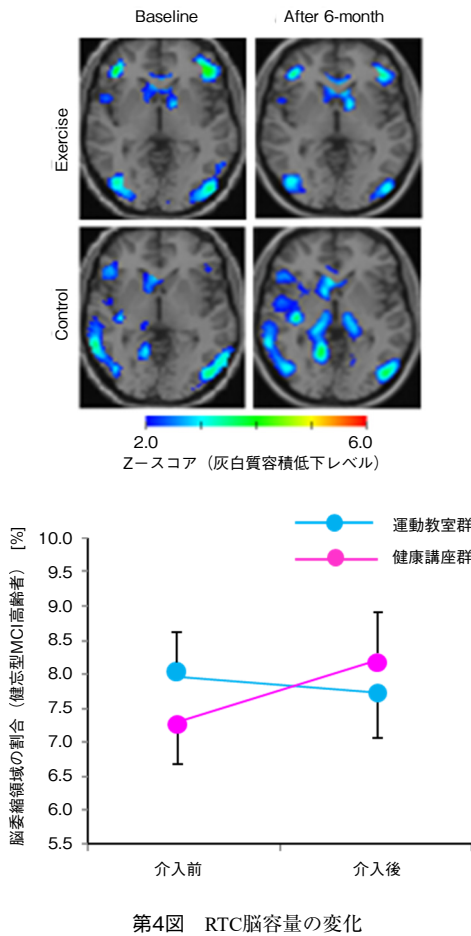 Baseline
After 6-month
Exercise
Control
2.0
6.0
Zースコア（灰白質容積低下レベル）
脳委縮領域の割合（健忘型MCI高齢者） [%]
10.0
9.5
9.0
8.5
8.0
7.5
7.0
6.5
6.0
5.5
運動教室群
健康講座群
介入前
介入後
第4図 RTC脳容量の変化